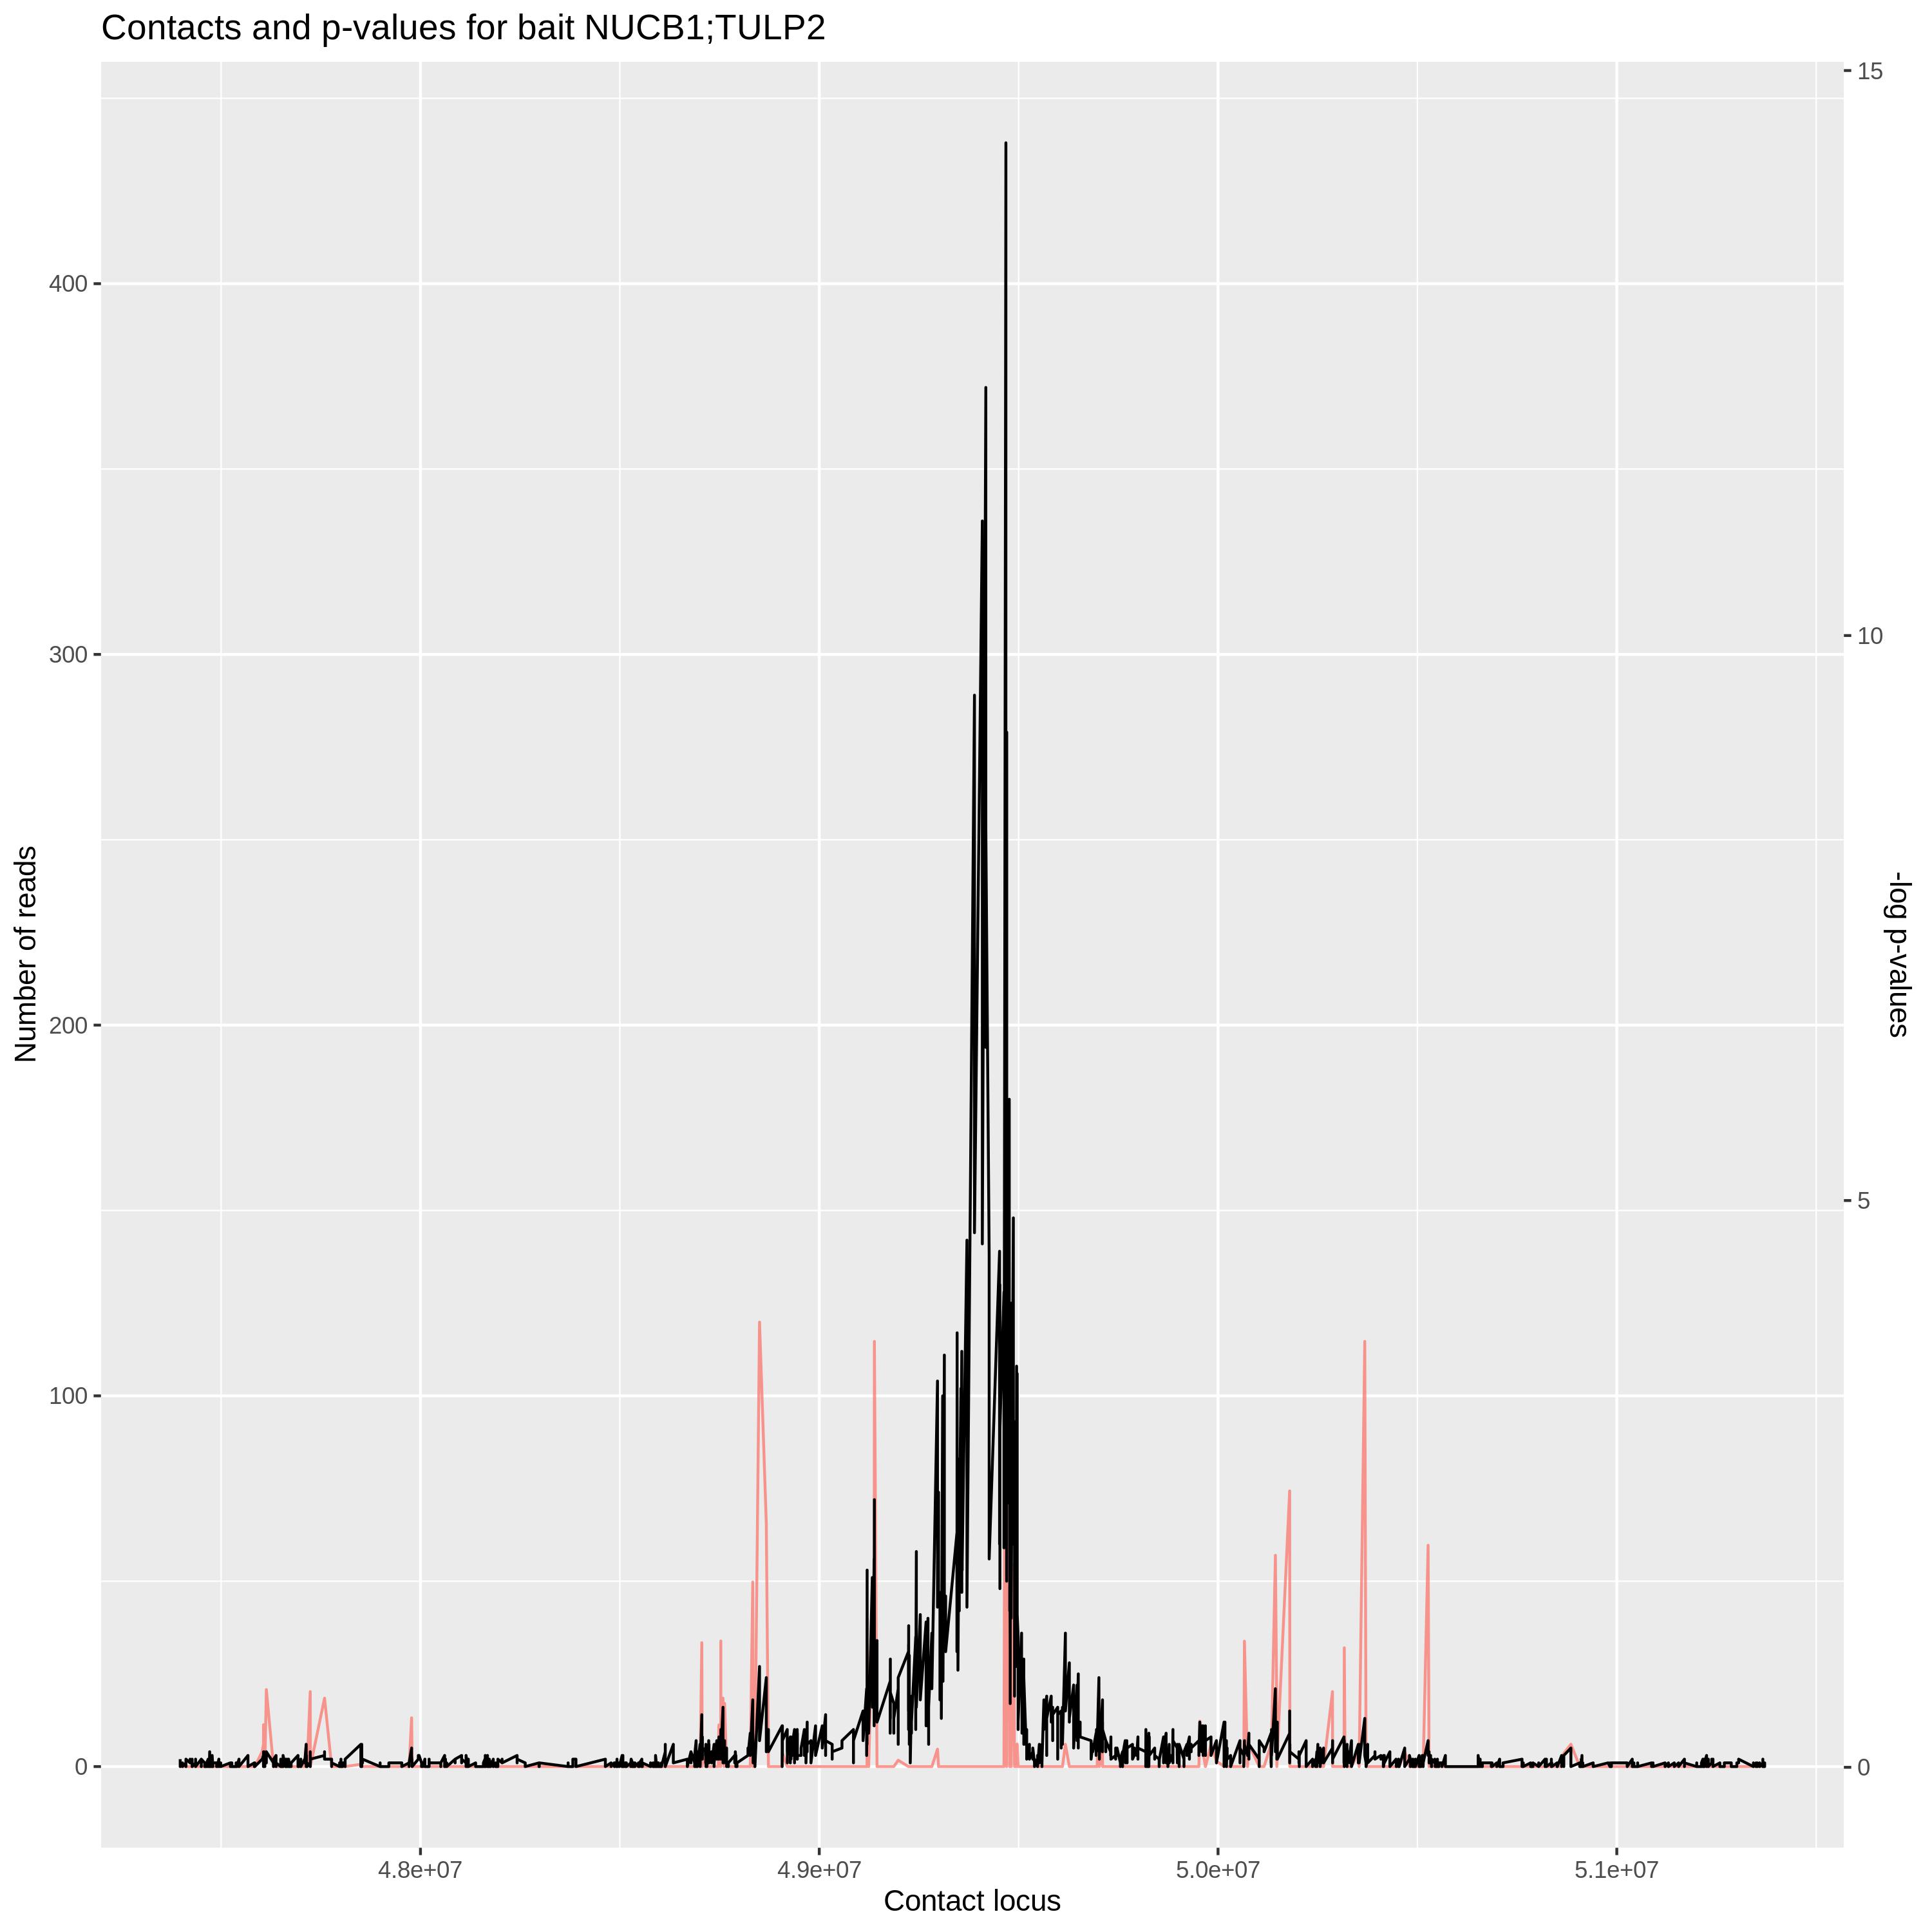 Contacts and p-values for bait NUCB1;TULP2
Number of reads
400
300
200
100
0
15
10
5
0
-log p-values
4.8e+07
4.9e+07
5.0e+07
5.1e+07
Contact locus